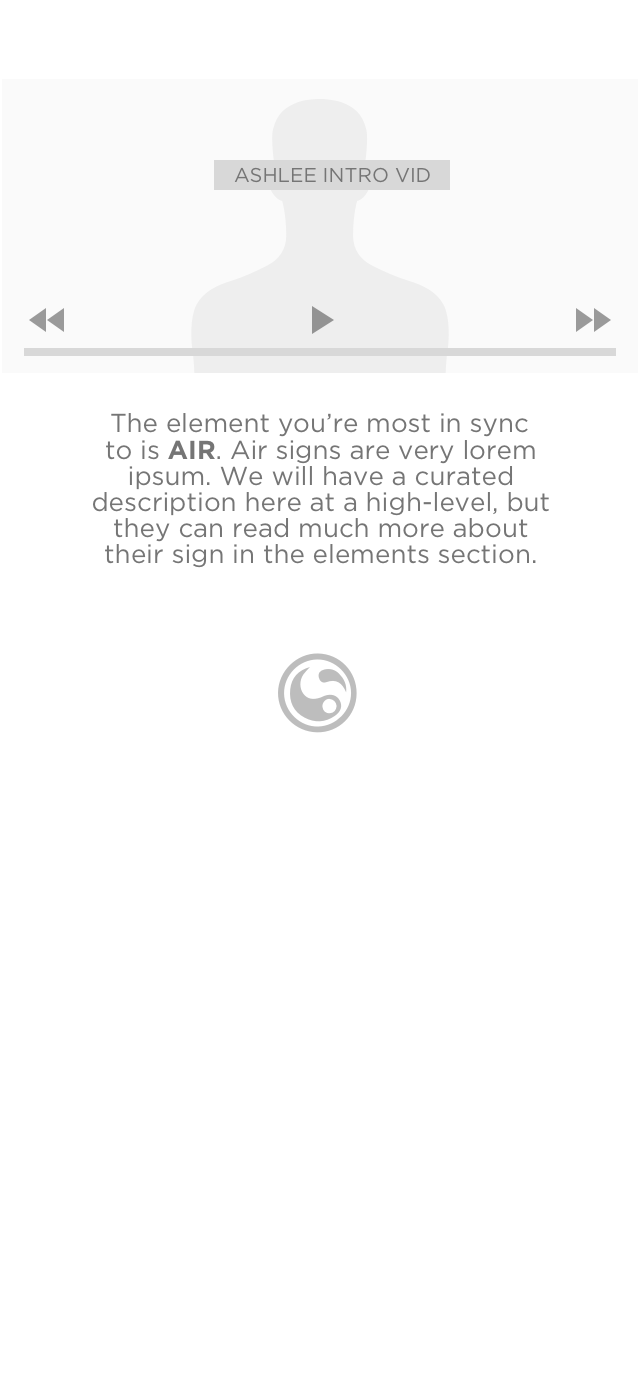 ASHLEE INTRO VID
The element you’re most in sync
to is AIR. Air signs are very lorem
ipsum. We will have a curated
description here at a high-level, but
they can read much more about
their sign in the elements section.